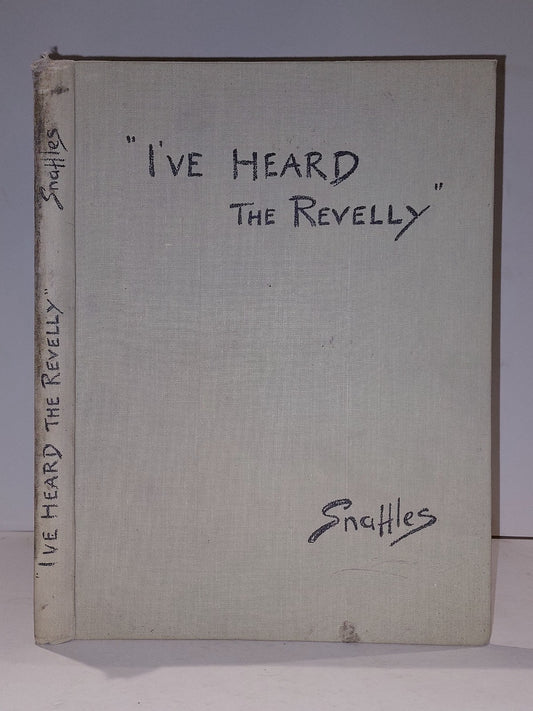 "I'VE HEARD
THE REVELLY"
Snaffles
"I'VE HEARD THE REVELLY" Snaffles